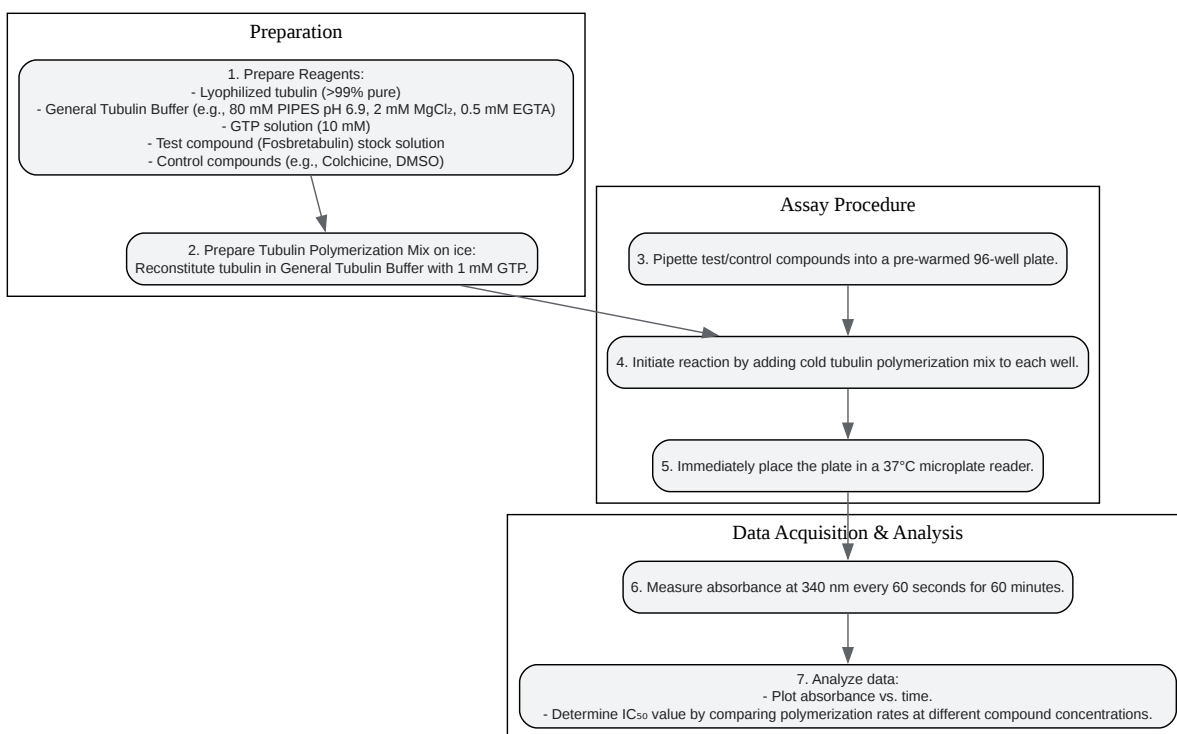 Preparation
1. Prepare Reagents:
- Lyophilized tubulin (>99% pure)
- General Tubulin Buffer (e.g., 80 mM PIPES pH 6.9, 2 mM MgCl₂, 0.5 mM EGTA)
- GTP solution (10 mM)
- Test compound (Fosbretabulin) stock solution
- Control compounds (e.g., Colchicine, DMSO)
2. Prepare Tubulin Polymerization Mix on ice:
Reconstitute tubulin in General Tubulin Buffer with 1 mM GTP.
Assay Procedure
3. Pipette test/control compounds into a pre-warmed 96-well plate.
4. Initiate reaction by adding cold tubulin polymerization mix to each well.
5. Immediately place the plate in a 37°C microplate reader.
Data Acquisition & Analysis
6. Measure absorbance at 340 nm every 60 seconds for 60 minutes.
7. Analyze data:
- Plot absorbance vs. time.
- Determine IC₅₀ value by comparing polymerization rates at different compound concentrations.